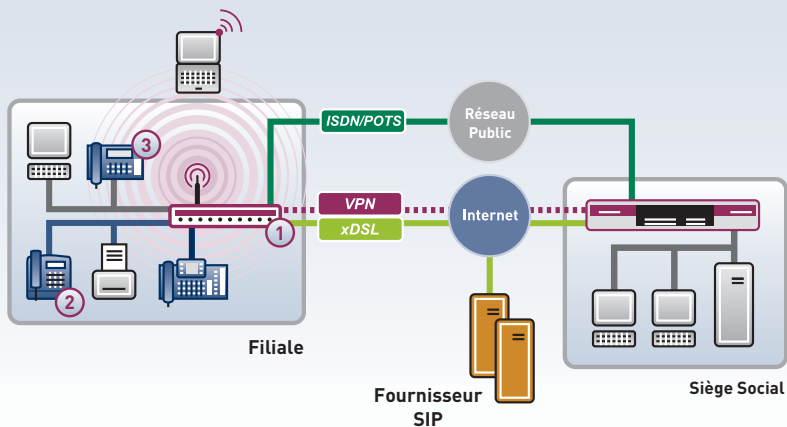 ISDN/POTS
Réseau
Public
3
VPN
Internet
xDSL
1
2
Filiale
Fournisseur
SIP
Siège Social